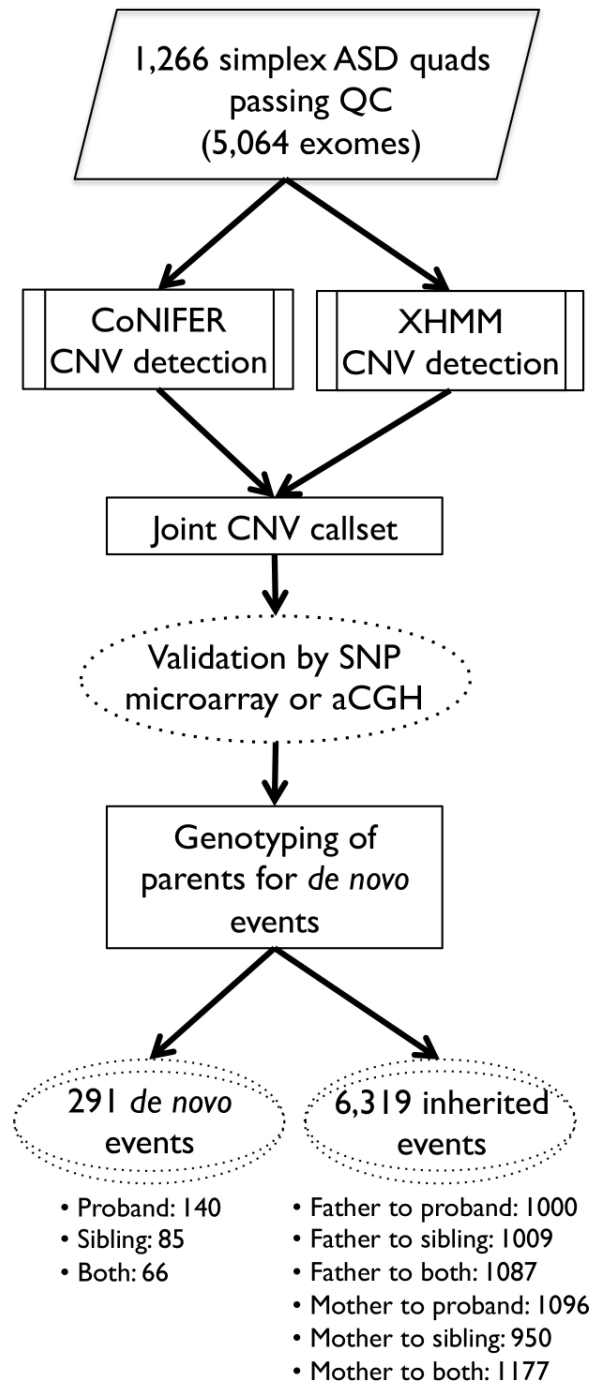 1,266 simplex ASD quads
passing QC
(5,064 exomes)
CoNIFER
CNV detection
XHMM
CNV detection
Joint CNV callset
Validation by SNP
microarray or aCGH
Genotyping of
parents for de novo
events
291 de novo
events
• Proband: 140
• Sibling: 85
• Both: 66
6,319 inherited
events
• Father to proband: 1000
• Father to sibling: 1009
• Father to both: 1087
• Mother to proband: 1096
• Mother to sibling: 950
• Mother to both: 1177